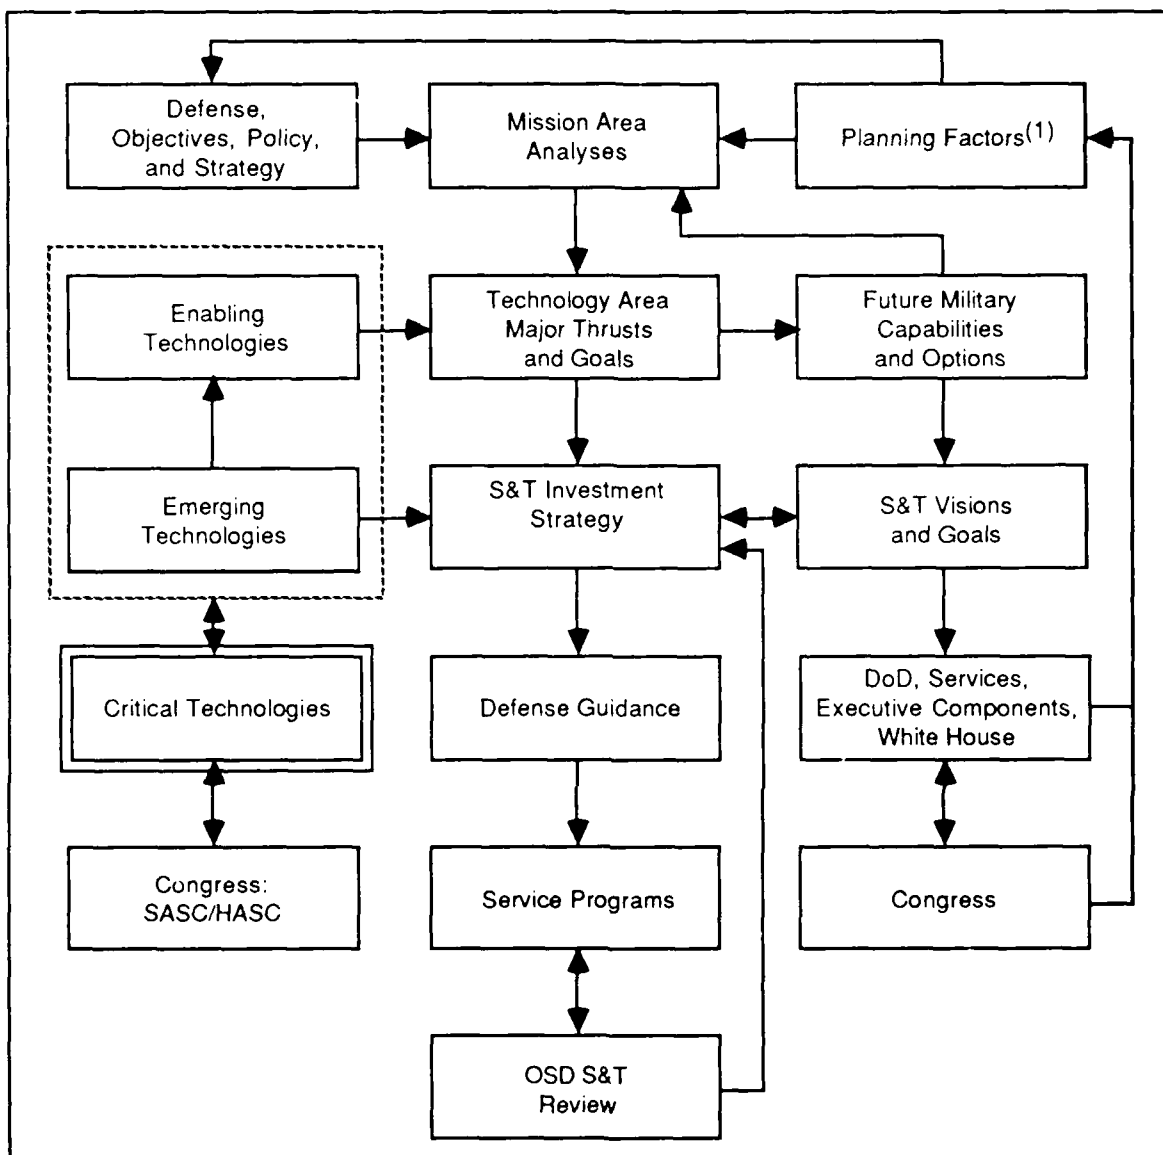 Defense,
Objectives, Policy,
and Strategy
Mission Area
Analyses
Planning Factors(1)
Enabling
Technologies
Technology Area
Major Thrusts
and Goals
Future Military
Capabilities
and Options
Emerging
Technologies
S&T Investment
Strategy
S&T Visions
and Goals
Critical Technologies
Defense Guidance
DoD, Services,
Executive Components,
White House
Congress:
SASC/HASC
Service Programs
Congress
OSD S&T
Review